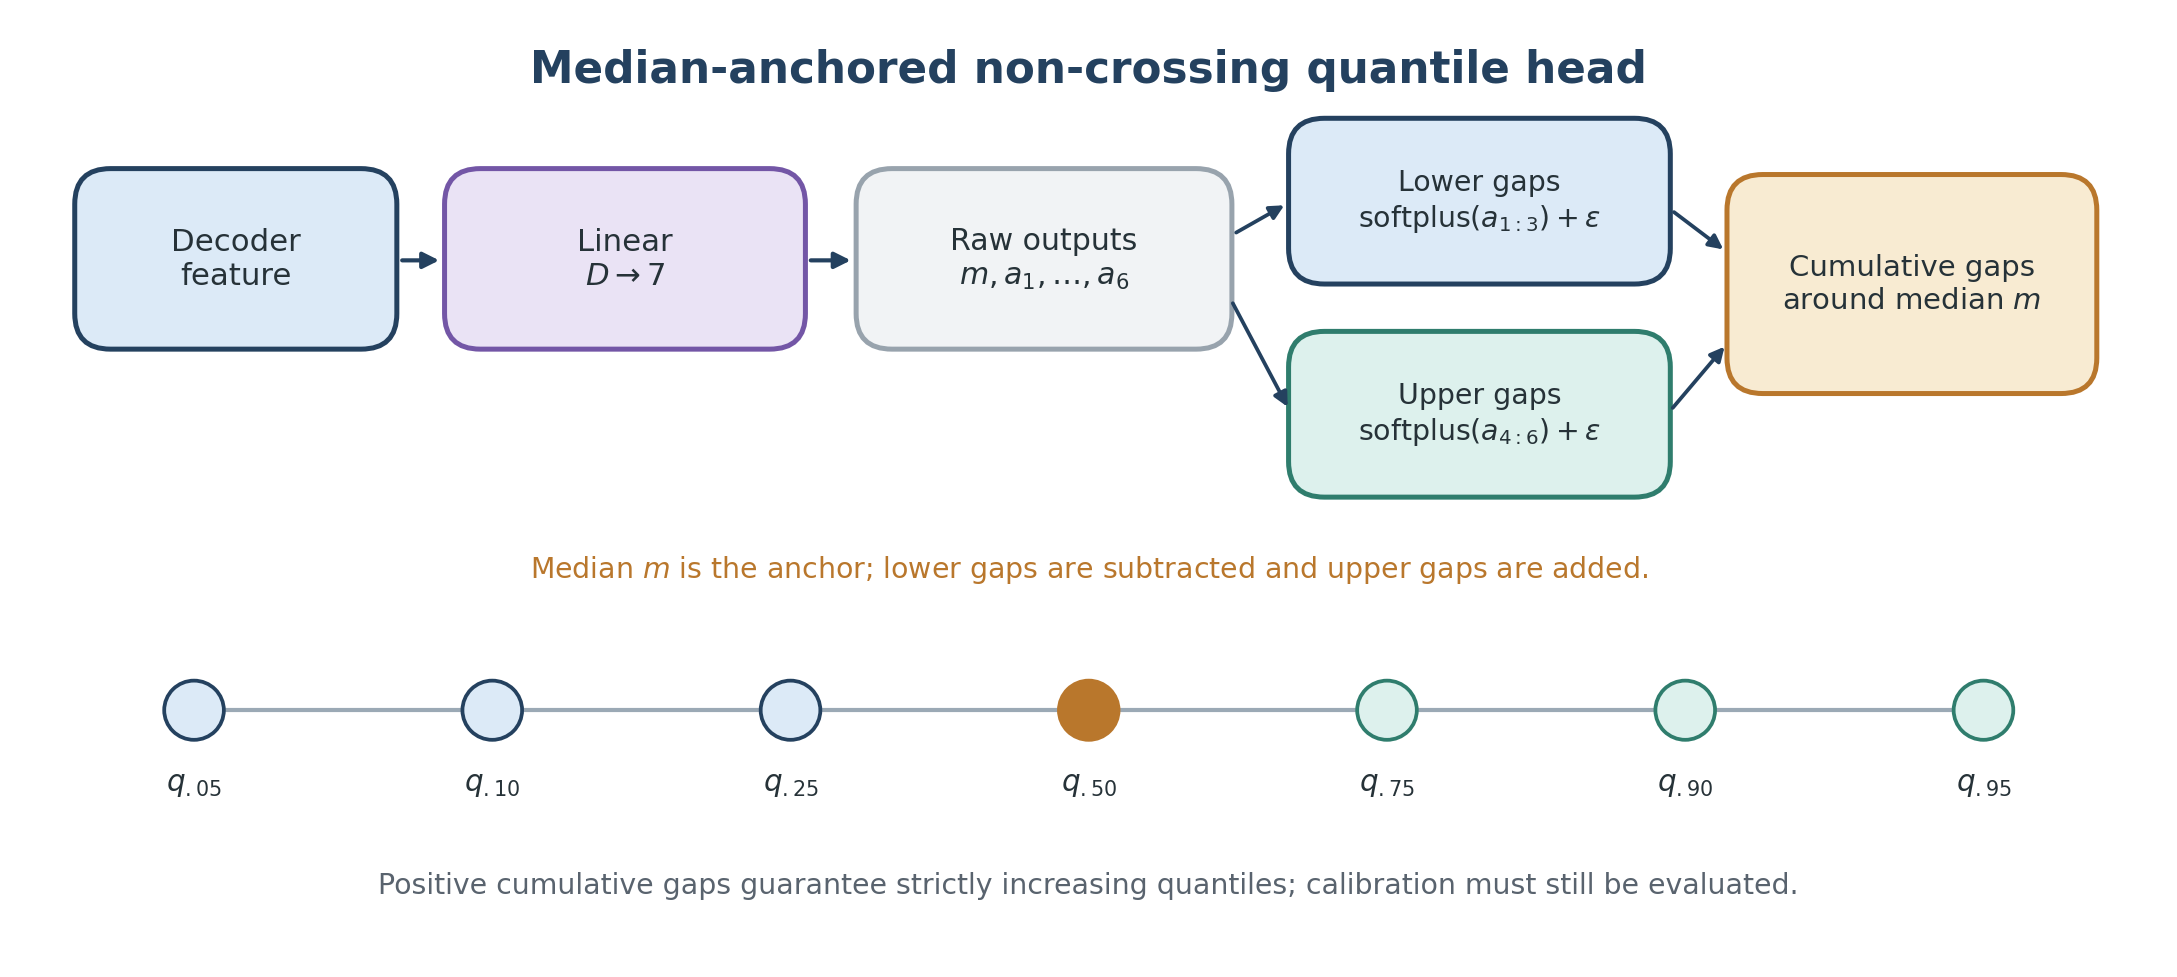 Median-anchored non-crossing quantile head
Decoder
feature
Linear
D → 7
Raw outputs
m, a₁, …, a₆
Lower gaps
softplus(a₁:₃) + ε
Upper gaps
softplus(a₄:₆) + ε
Cumulative gaps
around median m
Median m is the anchor; lower gaps are subtracted and upper gaps are added.
q.05
q.10
q.25
q.50
q.75
q.90
q.95
Positive cumulative gaps guarantee strictly increasing quantiles; calibration must still be evaluated.